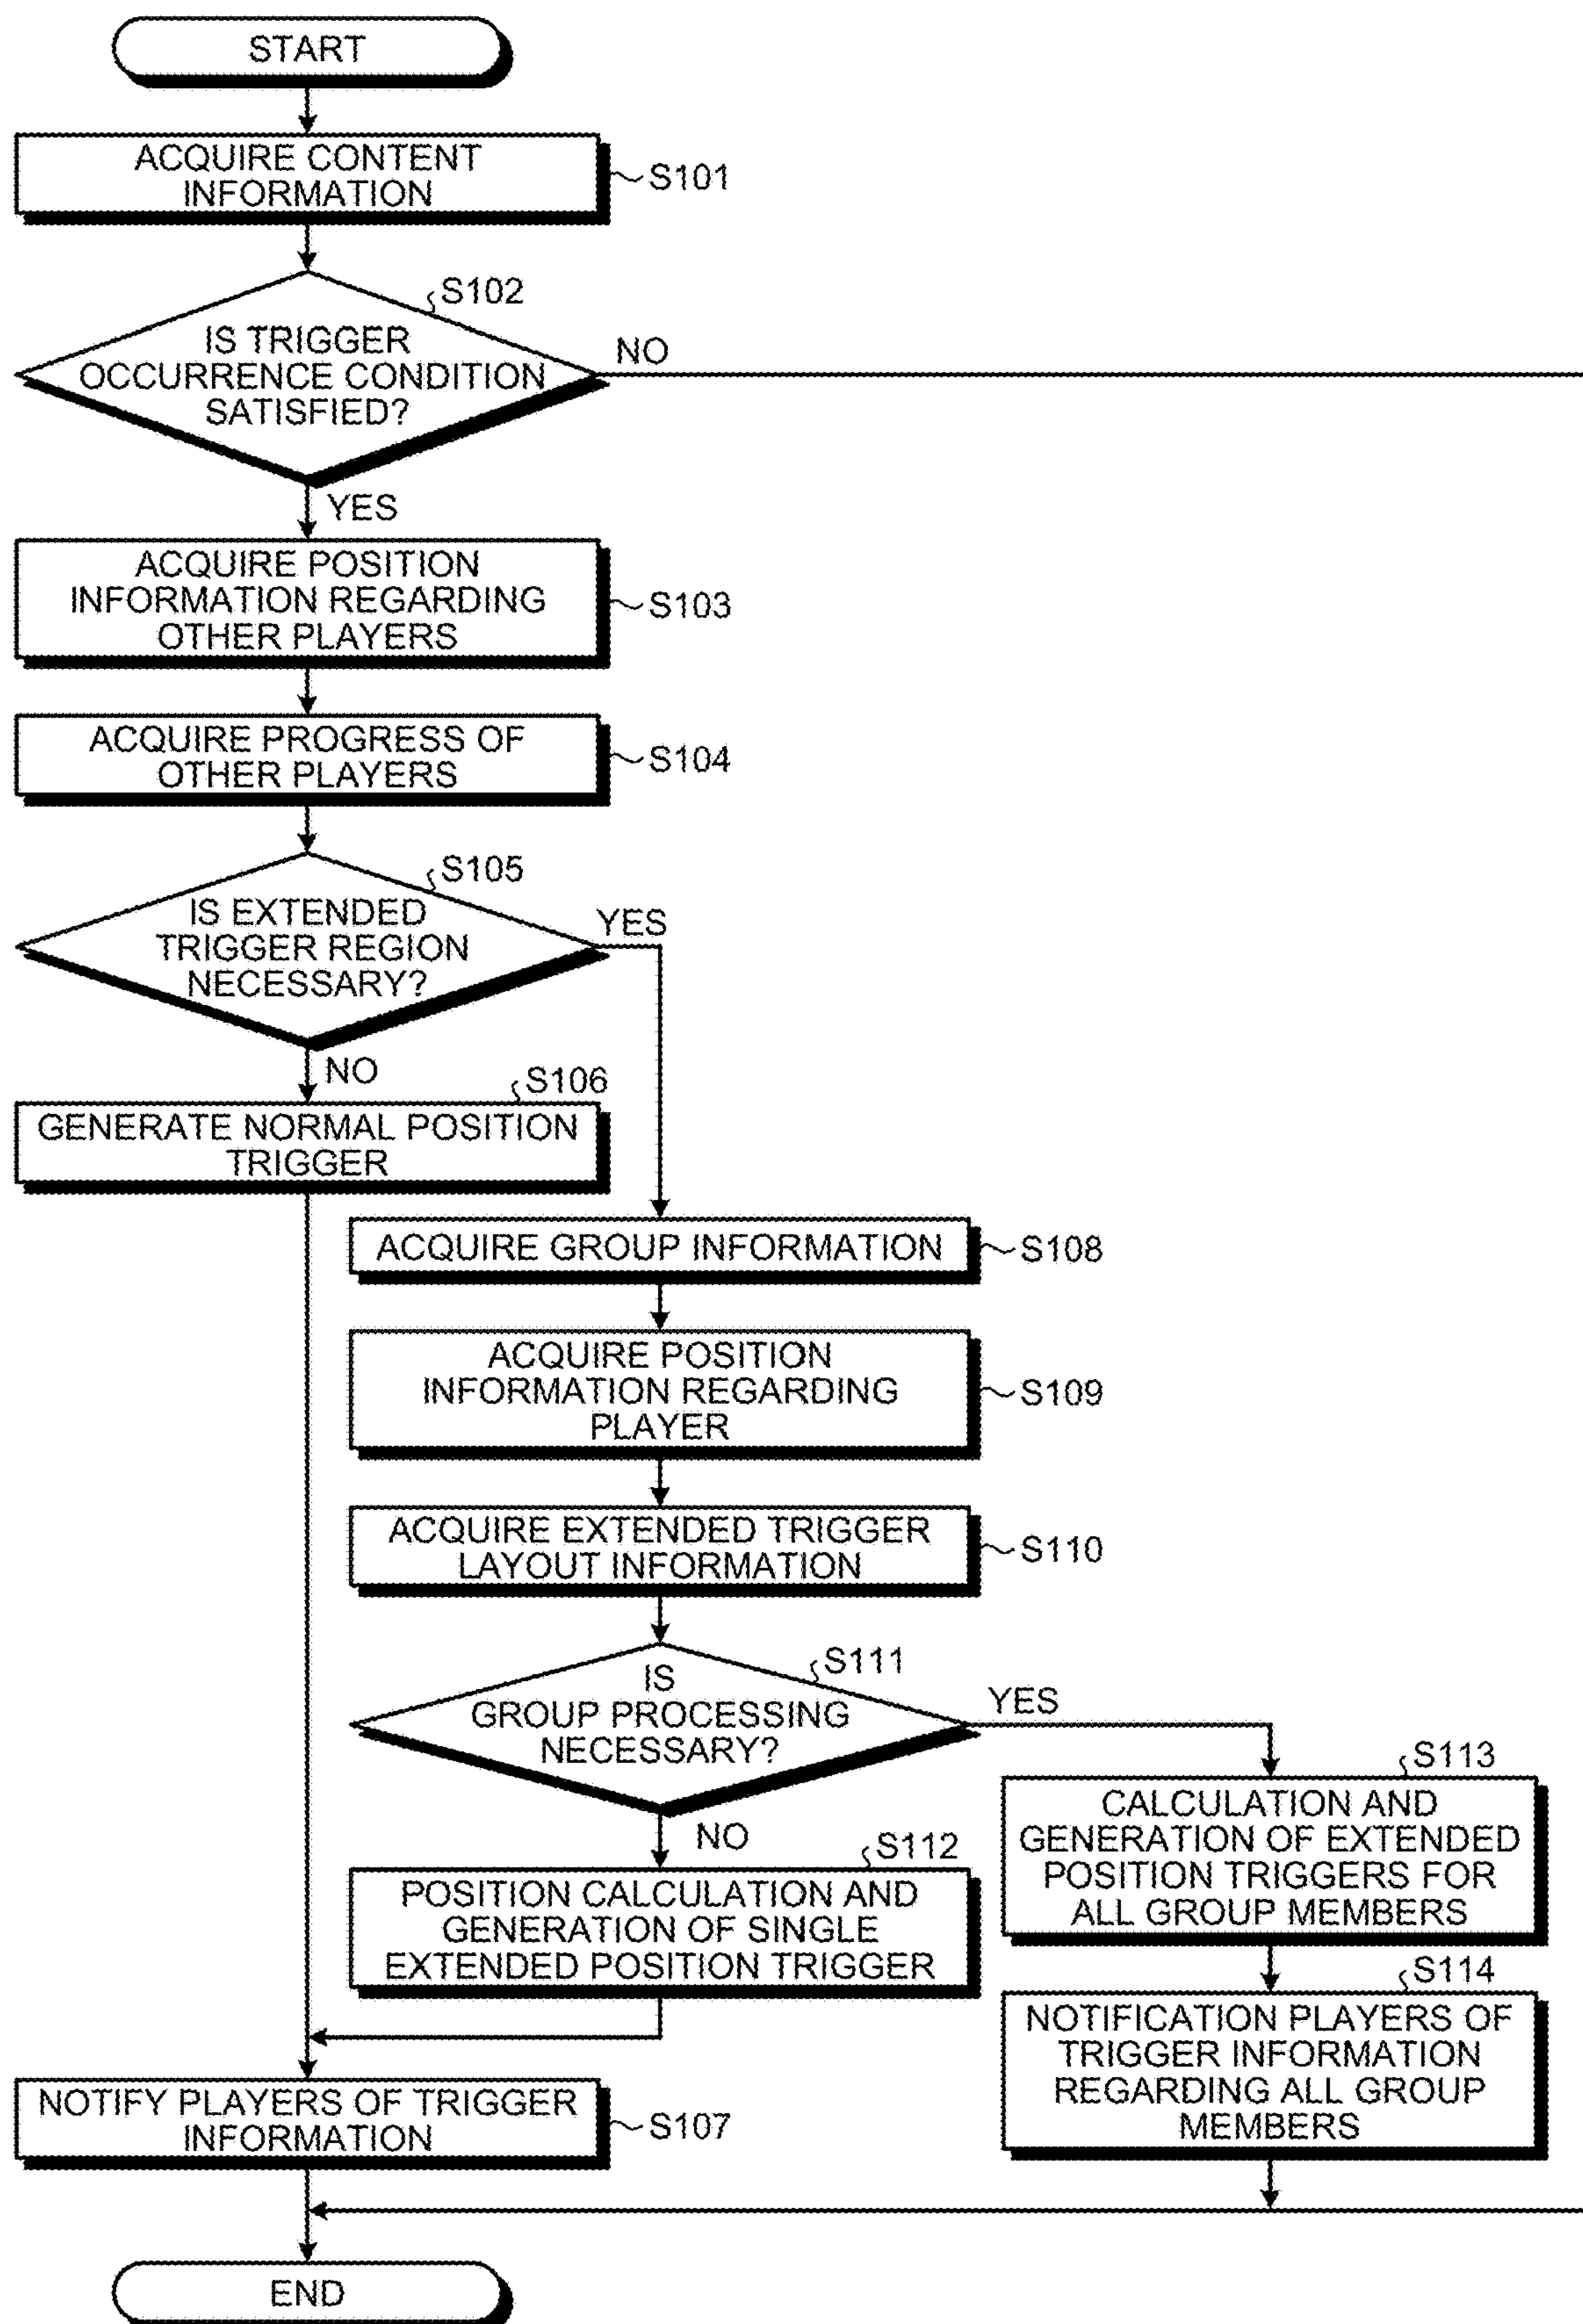 START
ACQUIRE CONTENT
INFORMATION
S101
S102
IS TRIGGER
OCCURRENCE CONDITION
SATISFIED?
NO
YES
ACQUIRE POSITION
INFORMATION REGARDING
OTHER PLAYERS
S103
ACQUIRE PROGRESS OF
OTHER PLAYERS
S104
S105
IS EXTENDED
TRIGGER REGION
NECESSARY?
YES
NO
S106
GENERATE NORMAL POSITION
TRIGGER
ACQUIRE GROUP INFORMATION
S108
ACQUIRE POSITION
INFORMATION REGARDING
PLAYER
S109
ACQUIRE EXTENDED TRIGGER
LAYOUT INFORMATION
S110
S111
IS
GROUP PROCESSING
NECESSARY?
YES
NO
S112
POSITION CALCULATION AND
GENERATION OF SINGLE
EXTENDED POSITION TRIGGER
S113
CALCULATION AND
GENERATION OF EXTENDED
POSITION TRIGGERS FOR
ALL GROUP MEMBERS
S114
NOTIFICATION PLAYERS OF
TRIGGER INFORMATION
REGARDING ALL GROUP
MEMBERS
NOTIFY PLAYERS OF TRIGGER
INFORMATION
S107
END